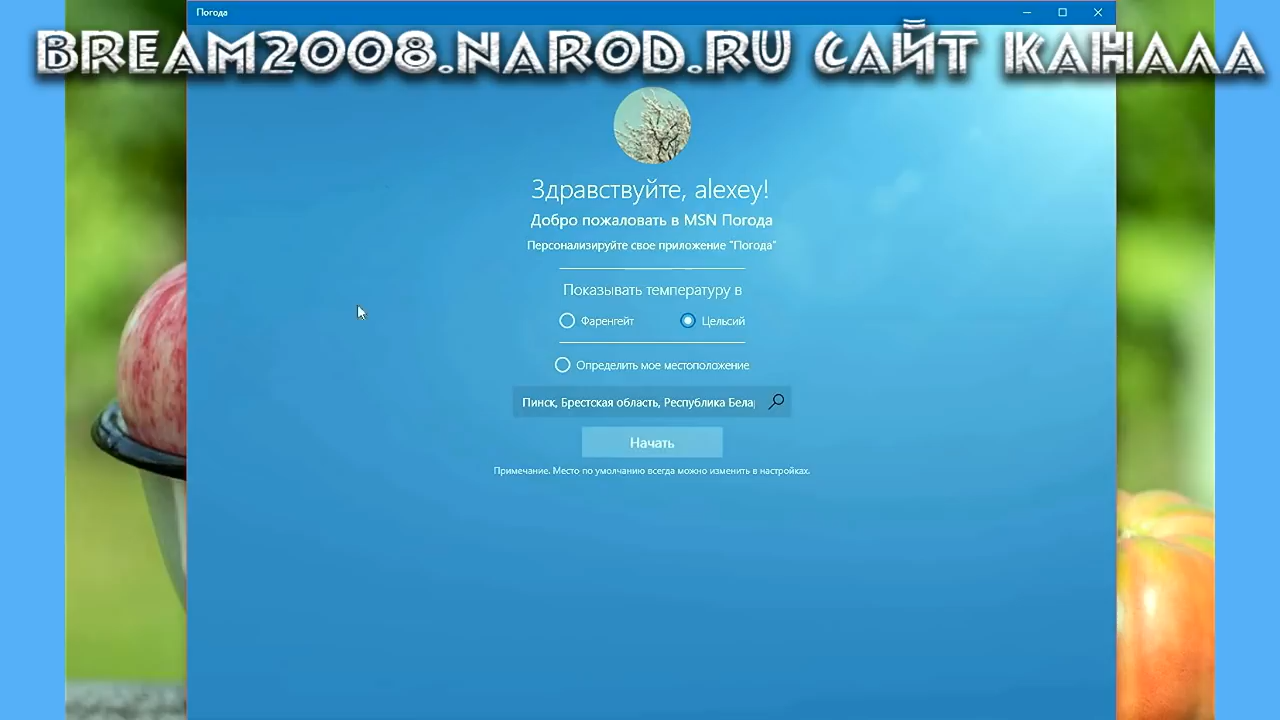 Погода
BREAM2008.NAROD.RU САЙТ КАНАЛА
Здравствуйте, alexey!
Добро пожаловать в MSN Погода
Персонализируйте свое приложение "Погода"
Показывать температуру в
Фаренгейт Цельсий
Определить мое местоположение
Пинск, Брестская область, Республика Бела
Начать
Примечание. Место по умолчанию всегда можно изменить в настройках.